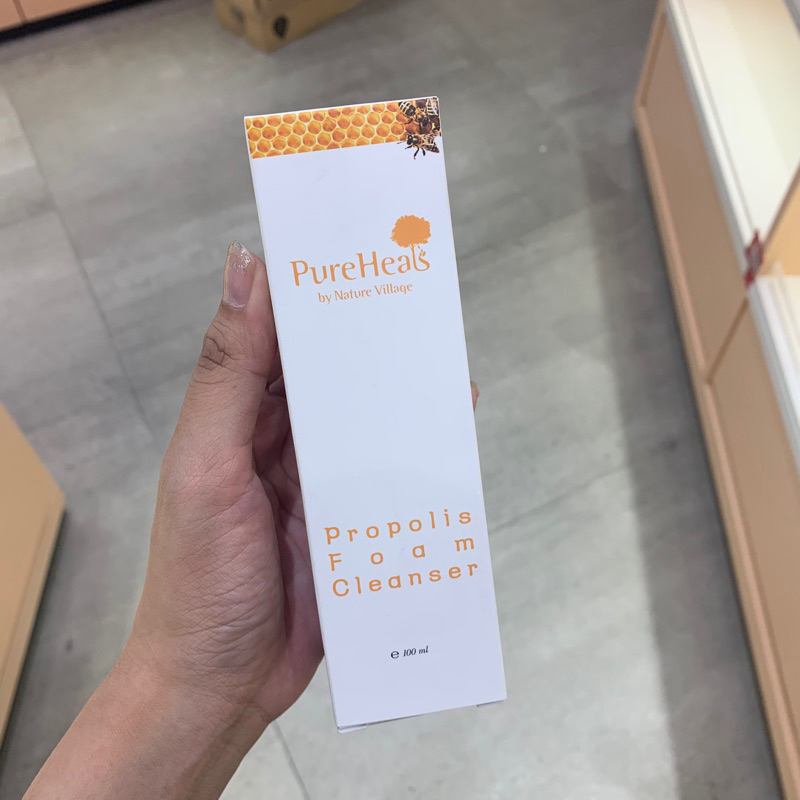 PureHeals
by Nature Village
Propolis
Foam
Cleanser
℮ 100 ml